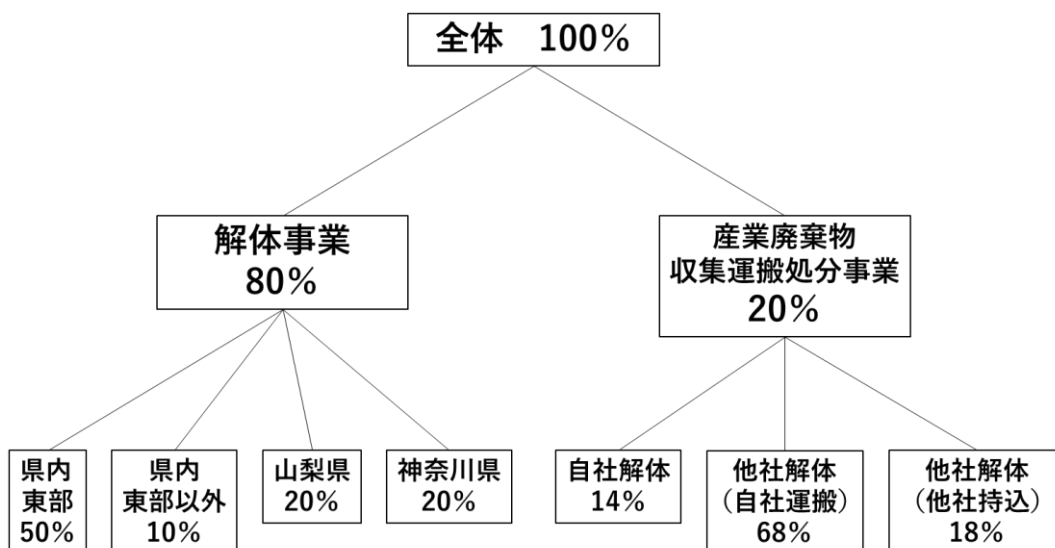 全体　100%
解体事業
80%
産業廃棄物
収集運搬処分事業
20%
県内
東部
50%
県内
東部以外
10%
山梨県
20%
神奈川県
20%
自社解体
14%
他社解体
（自社運搬）
68%
他社解体
（他社持込）
18%